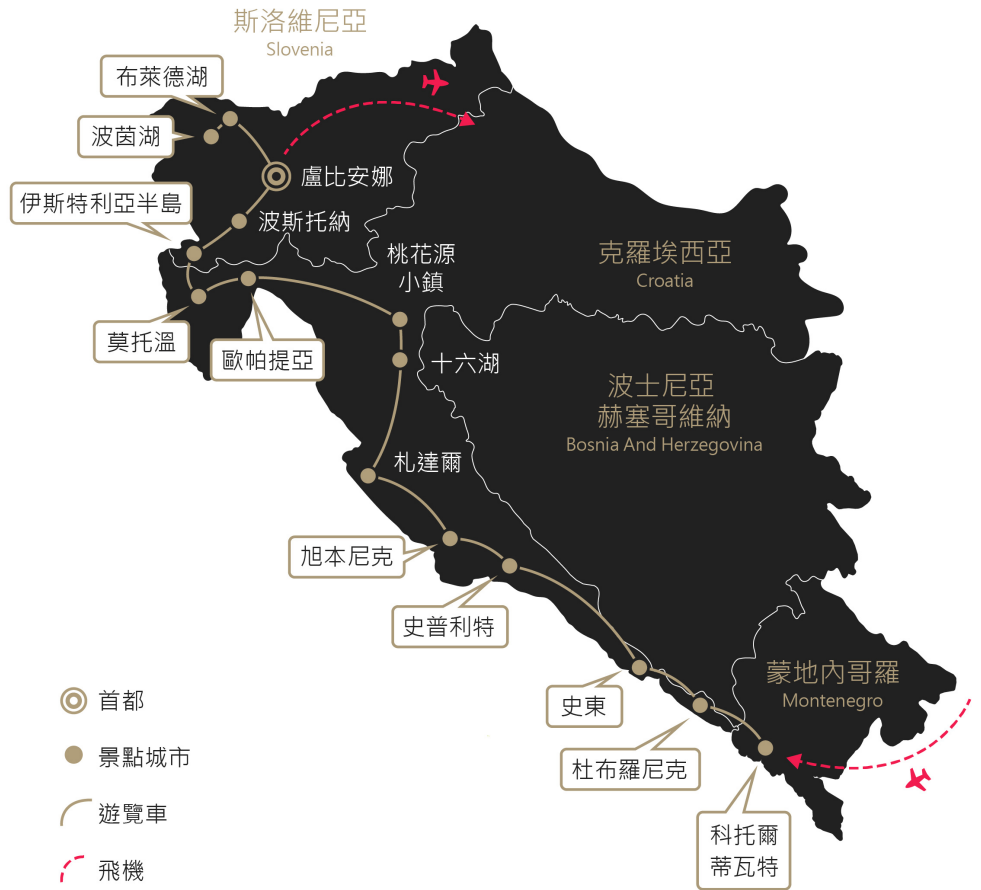 斯洛維尼亞
Slovenia
布萊德湖
波茵湖
盧比安娜
伊斯特利亞半島
波斯托納
桃花源
小鎮
克羅埃西亞
Croatia
莫托溫
歐帕提亞
十六湖
波士尼亞
赫塞哥維納
Bosnia And Herzegovina
札達爾
旭本尼克
史普利特
蒙地內哥羅
Montenegro
史東
杜布羅尼克
科托爾
蒂瓦特
首都
景點城市
遊覽車
飛機